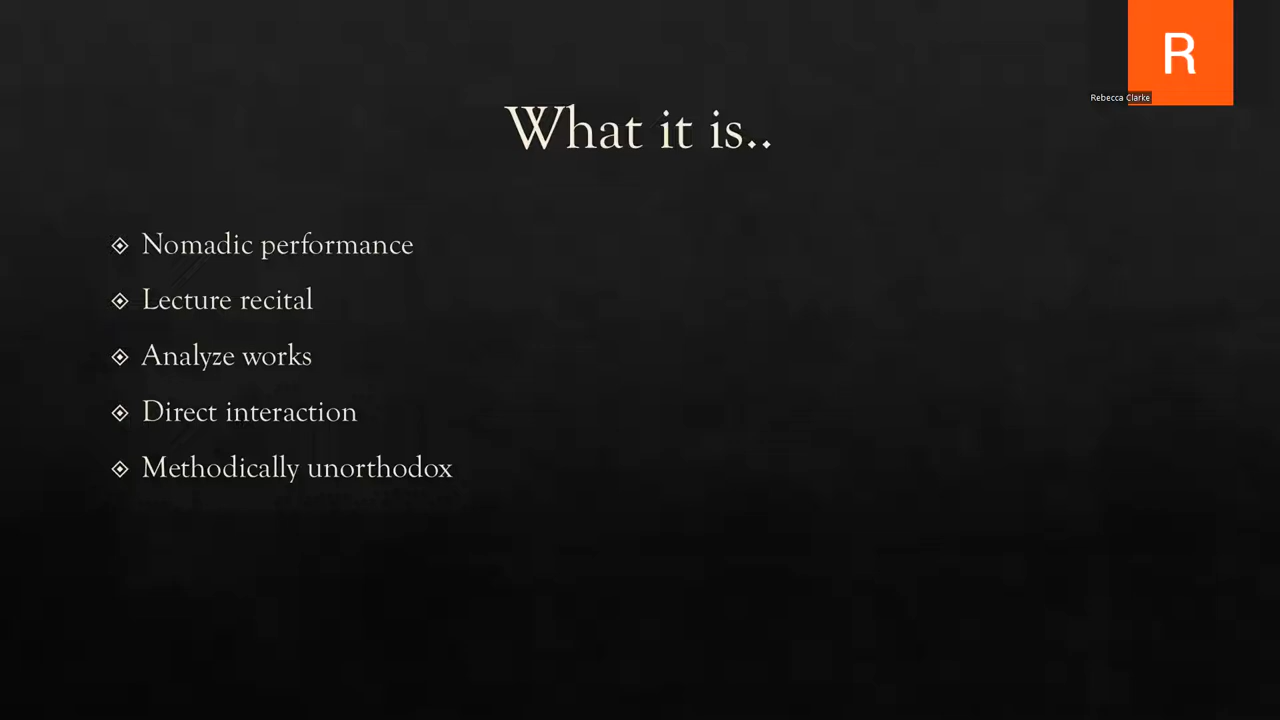 R
Rebecca Clarke
What it is..
Nomadic performance
Lecture recital
Analyze works
Direct interaction
Methodically unorthodox